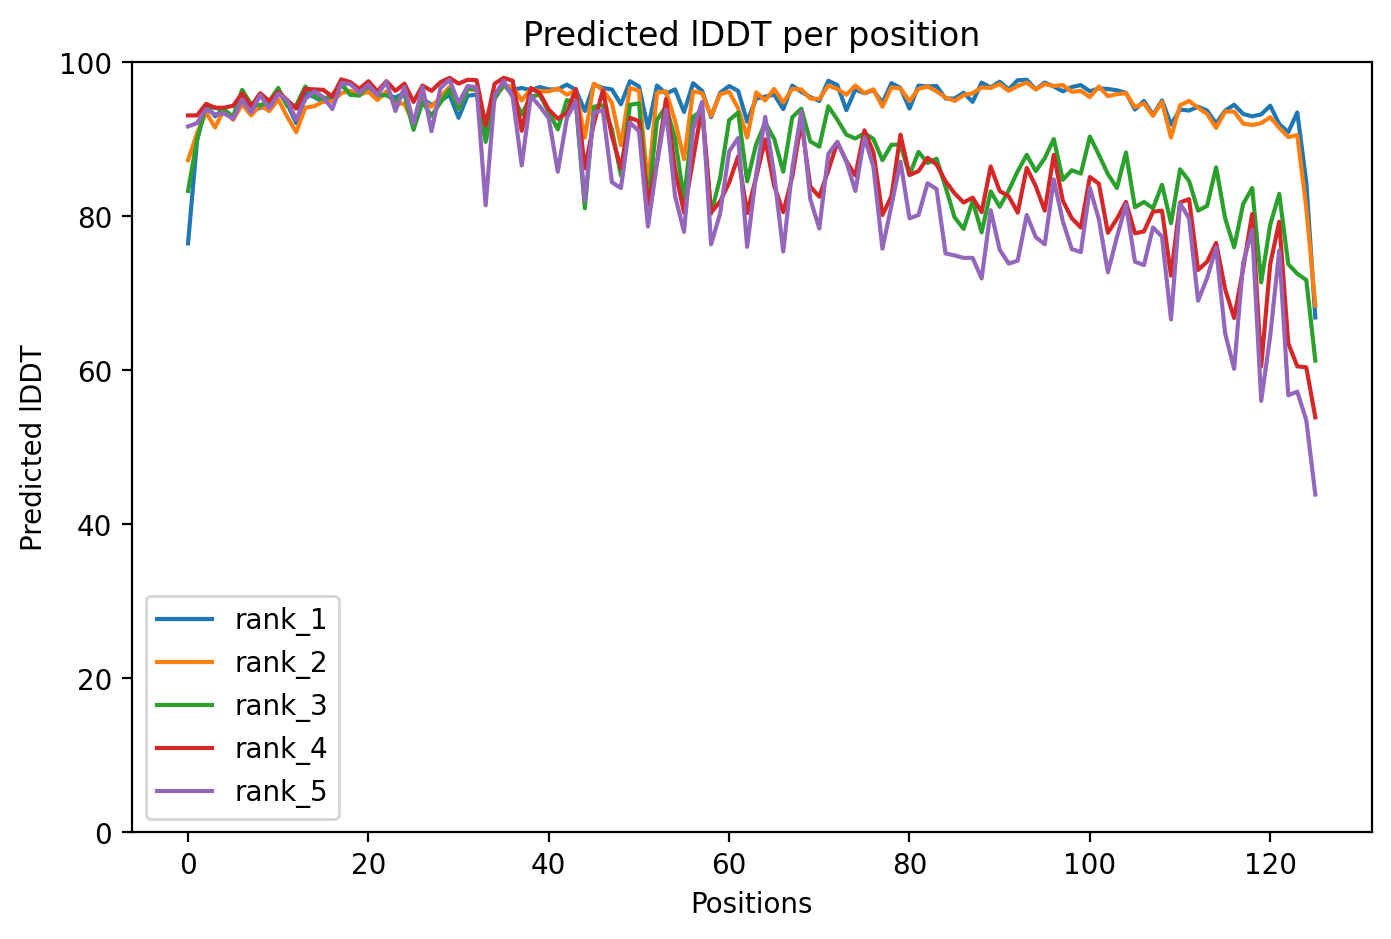 Predicted lDDT per position
100
80
60
40
20
0
Predicted lDDT
rank_1
rank_2
rank_3
rank_4
rank_5
0 20 40 60 80 100 120
Positions